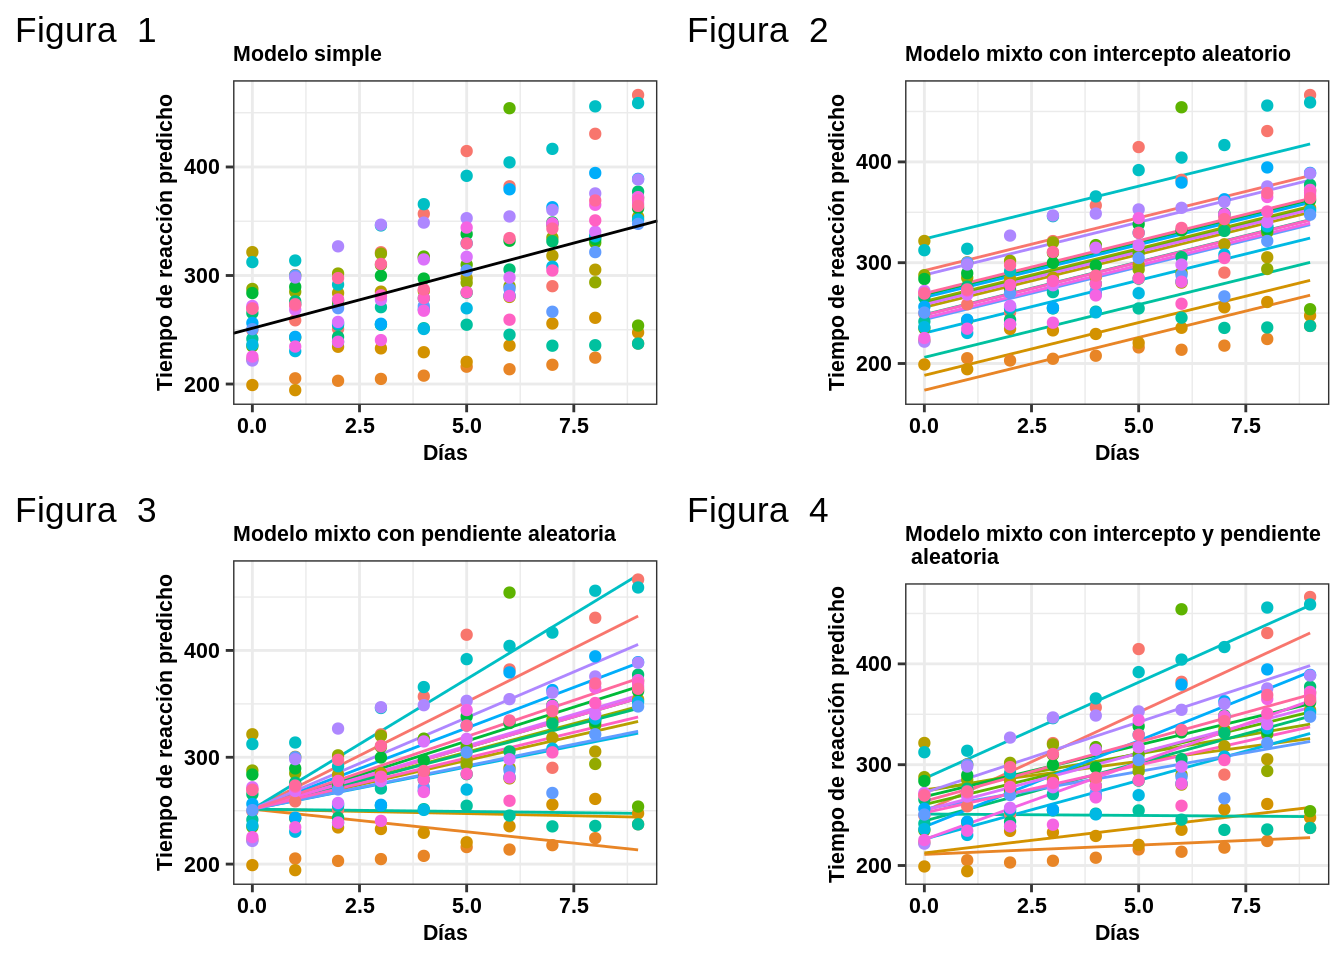 Figura 1
Modelo simple
Tiempo de reacción predicho
400
300
200
0.0 2.5 5.0 7.5
Días
Figura 2
Modelo mixto con intercepto aleatorio
Tiempo de reacción predicho
400
300
200
0.0 2.5 5.0 7.5
Días
Figura 3
Modelo mixto con pendiente aleatoria
Tiempo de reacción predicho
400
300
200
0.0 2.5 5.0 7.5
Días
Figura 4
Modelo mixto con intercepto y pendiente
aleatoria
Tiempo de reacción predicho
400
300
200
0.0 2.5 5.0 7.5
Días